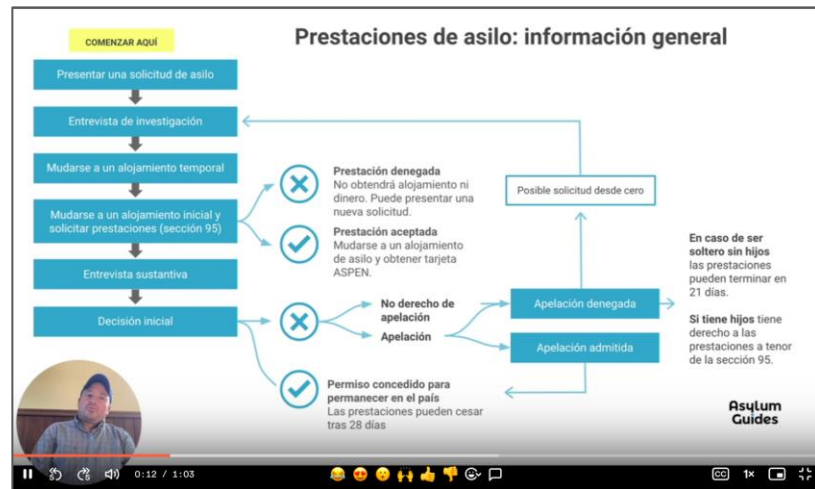 COMENZAR AQUÍ
Prestaciones de asilo: información general
Presentar una solicitud de asilo
Entrevista de investigación
Mudarse a un alojamiento temporal
Mudarse a un alojamiento inicial y
solicitar prestaciones (sección 95)
Entrevista sustantiva
Decisión inicial
Prestación denegada
No obtendrá alojamiento ni
dinero. Puede presentar una
nueva solicitud.
Prestación aceptada
Mudarse a un alojamiento
de asilo y obtener tarjeta
ASPEN.
No derecho de
apelación
Apelación
Permiso concedido para
permanecer en el país
Las prestaciones pueden cesar
tras 28 días
Posible solicitud desde cero
Apelación denegada
Apelación admitida
En caso de ser
soltero sin hijos
las prestaciones
pueden terminar en
21 días.
Si tiene hijos tiene
derecho a las
prestaciones a tenor
de la sección 95.
Asylum
Guides
5 5 0:12 / 1:03 CC 1x